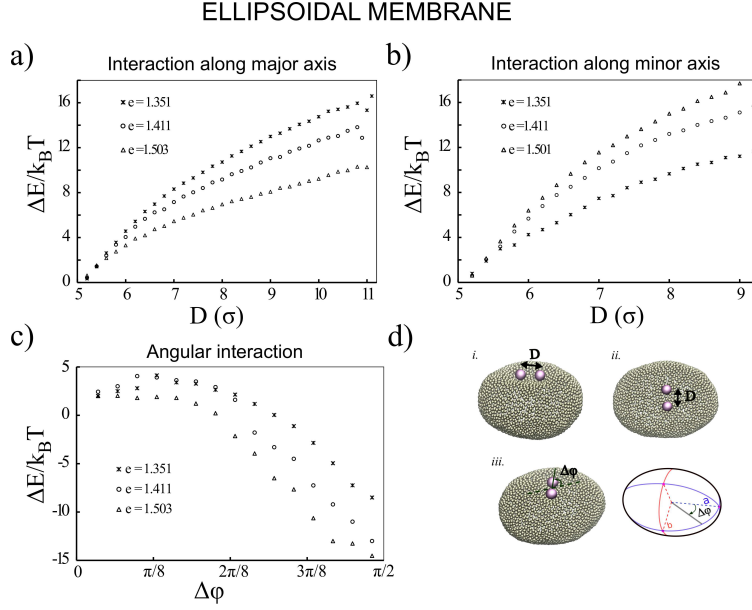 ELLIPSOIDAL MEMBRANE
a)
Interaction along major axis
16
12
8
4
0
ΔE/k_BT
e = 1.351
e = 1.411
e = 1.503
5 6 7 8 9 10 11
D (σ)
b)
Interaction along minor axis
16
12
8
4
0
ΔE/k_BT
e = 1.351
e = 1.411
e = 1.501
5 6 7 8 9
D (σ)
c)
Angular interaction
5
0
-5
-10
-15
ΔE/k_BT
e = 1.351
e = 1.411
e = 1.503
0 π/8 2π/8 3π/8 π/2
Δφ
d)
i.
D
ii.
D
iii.
Δφ
a
b
Δφ